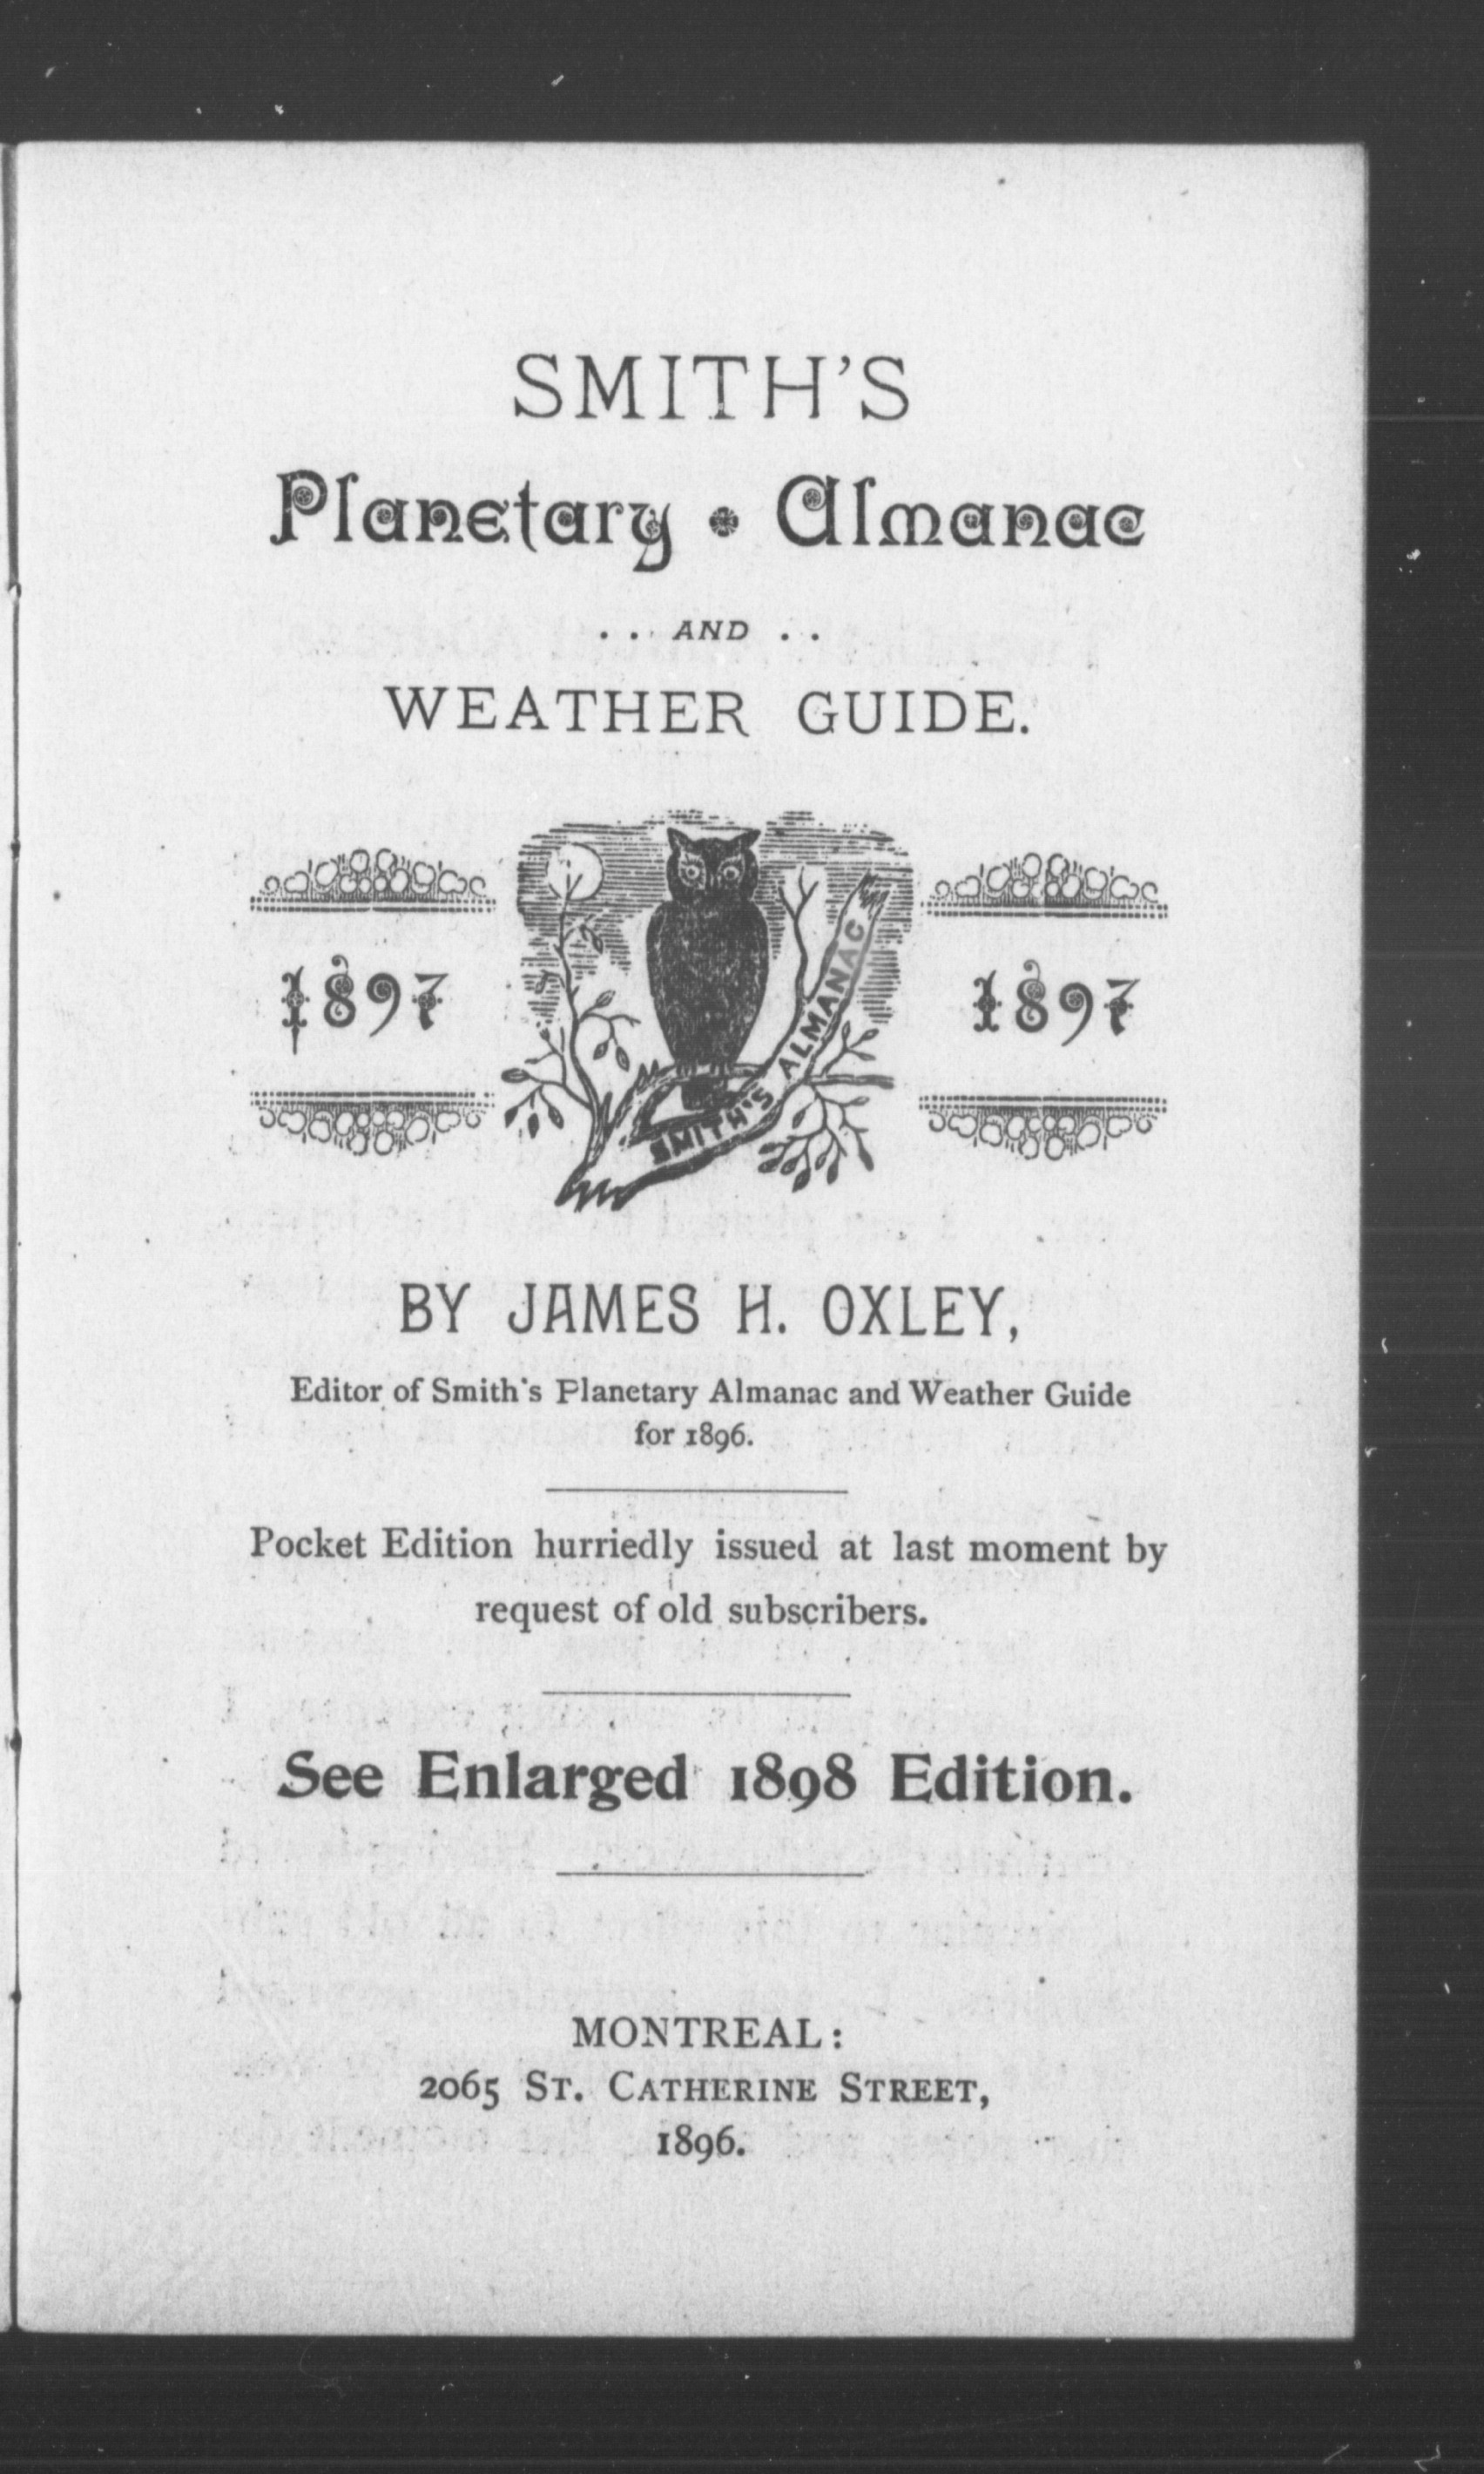 SMITH'S
Planetary • Almanac
. . AND . .
WEATHER GUIDE.
1897
SMITH'S ALMANAC
1897
BY JAMES H. OXLEY,
Editor of Smith's Planetary Almanac and Weather Guide
for 1896.
Pocket Edition hurriedly issued at last moment by
request of old subscribers.
See Enlarged 1898 Edition.
MONTREAL:
2065 ST. CATHERINE STREET,
1896.